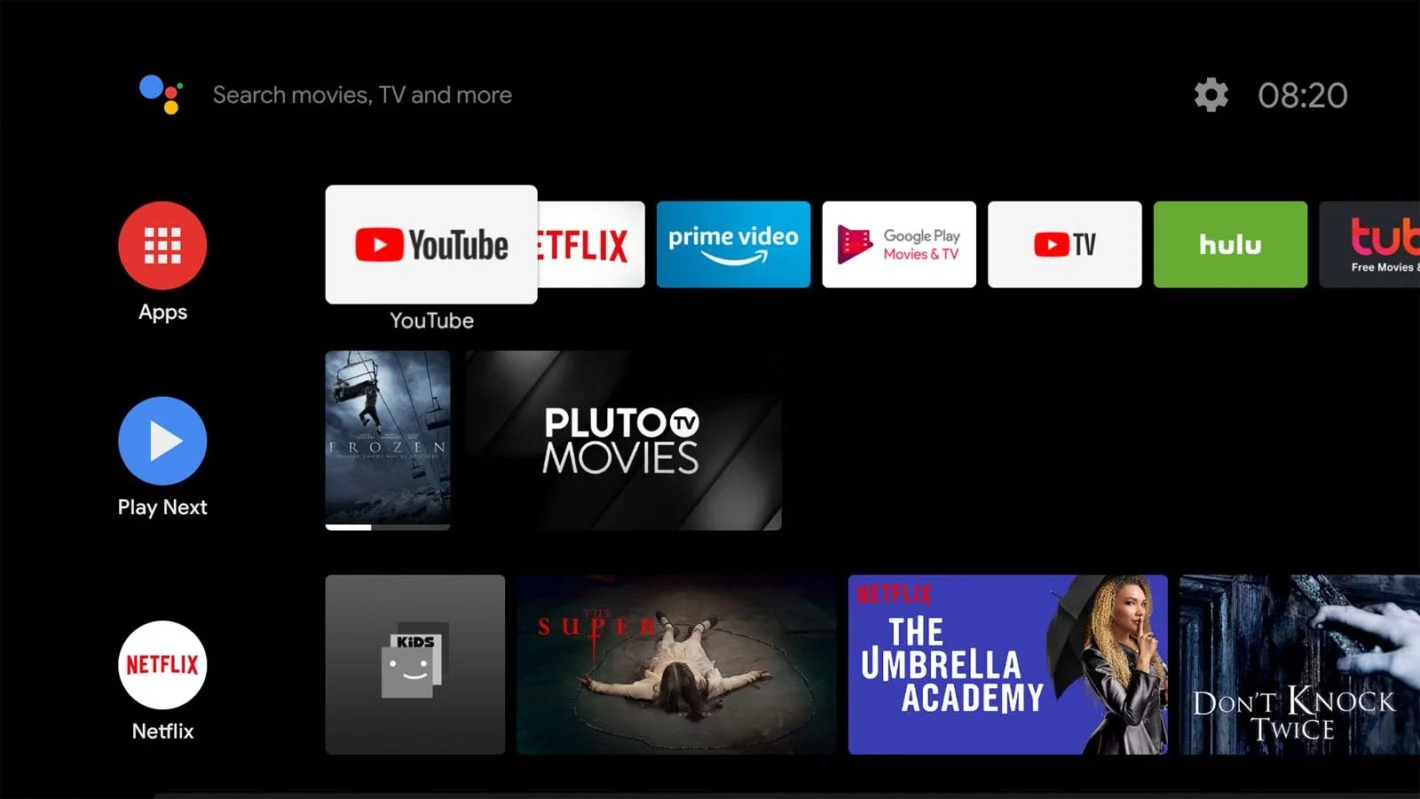 Search movies, TV and more
08:20
YouTube
ETFLIX
prime video
Google Play
Movies & TV
TV
hulu
tub
Free Movies &
Apps
YouTube
FROZEN
PLUTO TV
MOVIES
Play Next
KiDS
THE
SUPER
NETFLIX
THE
UMBRELLA
ACADEMY
DON'T KNOCK
TWICE
NETFLIX
Netflix